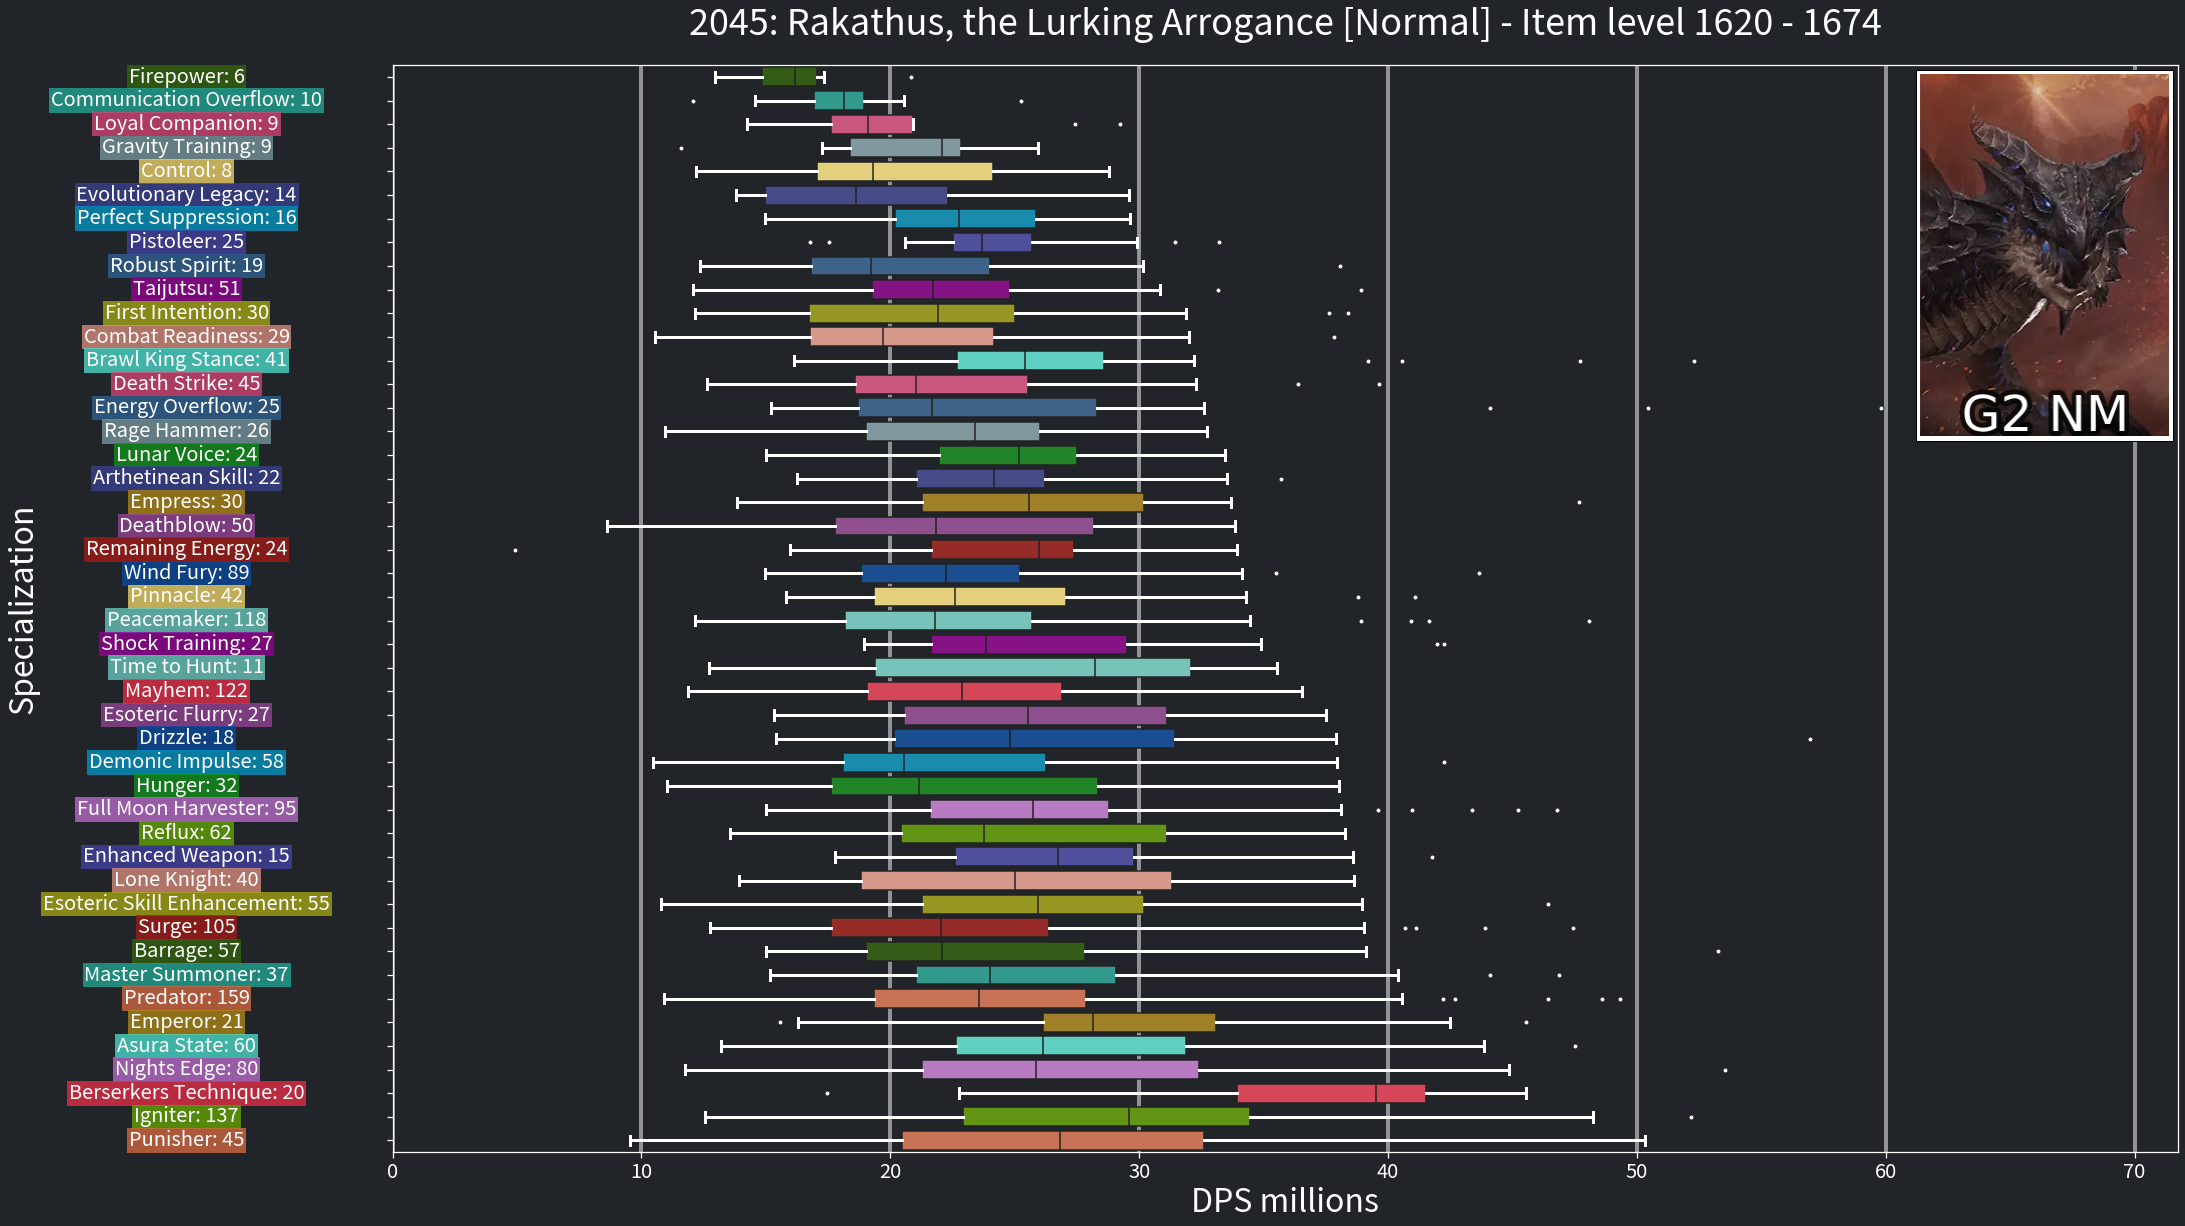 2045: Rakathus, the Lurking Arrogance [Normal] - Item level 1620 - 1674
Specialization
Firepower: 6
Communication Overflow: 10
Loyal Companion: 9
Gravity Training: 9
Control: 8
Evolutionary Legacy: 14
Perfect Suppression: 16
Pistoleer: 25
Robust Spirit: 19
Taijutsu: 51
First Intention: 30
Combat Readiness: 29
Brawl King Stance: 41
Death Strike: 45
Energy Overflow: 25
Rage Hammer: 26
Lunar Voice: 24
Arthetinean Skill: 22
Empress: 30
Deathblow: 50
Remaining Energy: 24
Wind Fury: 89
Pinnacle: 42
Peacemaker: 118
Shock Training: 27
Time to Hunt: 11
Mayhem: 122
Esoteric Flurry: 27
Drizzle: 18
Demonic Impulse: 58
Hunger: 32
Full Moon Harvester: 95
Reflux: 62
Enhanced Weapon: 15
Lone Knight: 40
Esoteric Skill Enhancement: 55
Surge: 105
Barrage: 57
Master Summoner: 37
Predator: 159
Emperor: 21
Asura State: 60
Nights Edge: 80
Berserkers Technique: 20
Igniter: 137
Punisher: 45
G2 NM
0 10 20 30 40 50 60 70
DPS millions